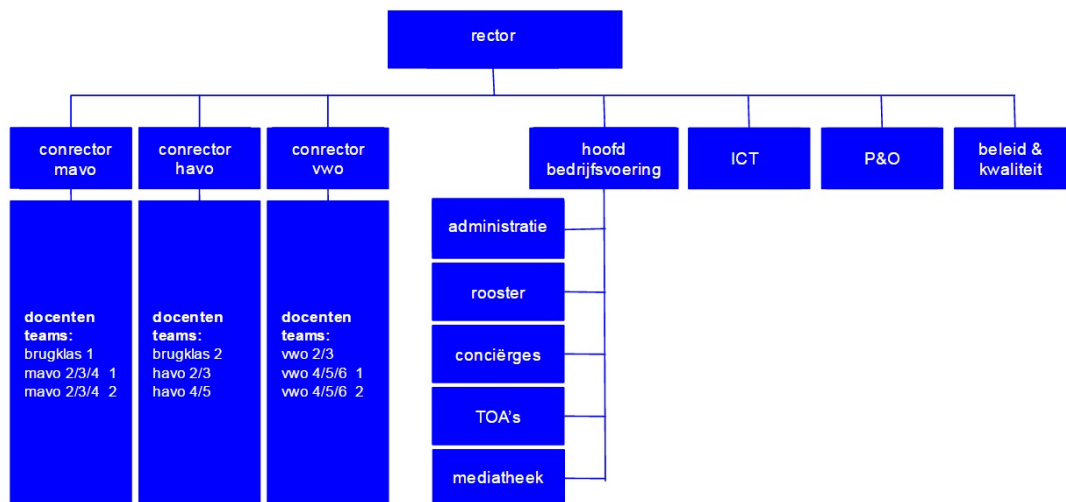 rector
conrector
mavo
conrector
havo
conrector
vwo
hoofd
bedrijfsvoering
ICT
P&O
beleid &
kwaliteit
docenten
teams:
brugklas 1
mavo 2/3/4  1
mavo 2/3/4  2
docenten
teams:
brugklas 2
havo 2/3
havo 4/5
docenten
teams:
vwo 2/3
vwo 4/5/6  1
vwo 4/5/6  2
administratie
rooster
conciërges
TOA's
mediatheek